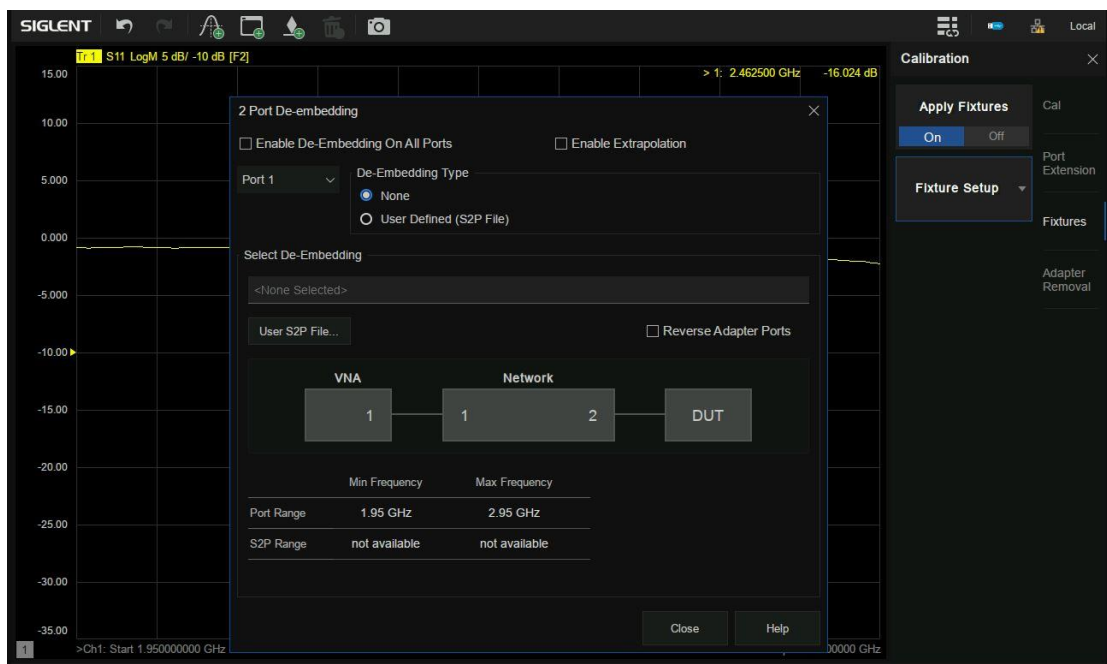 SIGLENT
Local
Tr 1 S11 LogM 5 dB/ -10 dB [F2]
> 1: 2.462500 GHz -16.024 dB
15.00
10.00
5.000
0.000
-5.000
-10.00
-15.00
-20.00
-25.00
-30.00
-35.00
2 Port De-embedding
Enable De-Embedding On All Ports
Enable Extrapolation
Port 1
De-Embedding Type
None
User Defined (S2P File)
Select De-Embedding
<None Selected>
User S2P File...
Reverse Adapter Ports
VNA
Network
1
1
2
DUT
Min Frequency
Max Frequency
Port Range 1.95 GHz 2.95 GHz
S2P Range not available not available
Close
Help
1
>Ch1: Start 1.950000000 GHz
00000 GHz
Calibration
Apply Fixtures
On Off
Fixture Setup
Cal
Port
Extension
Fixtures
Adapter
Removal